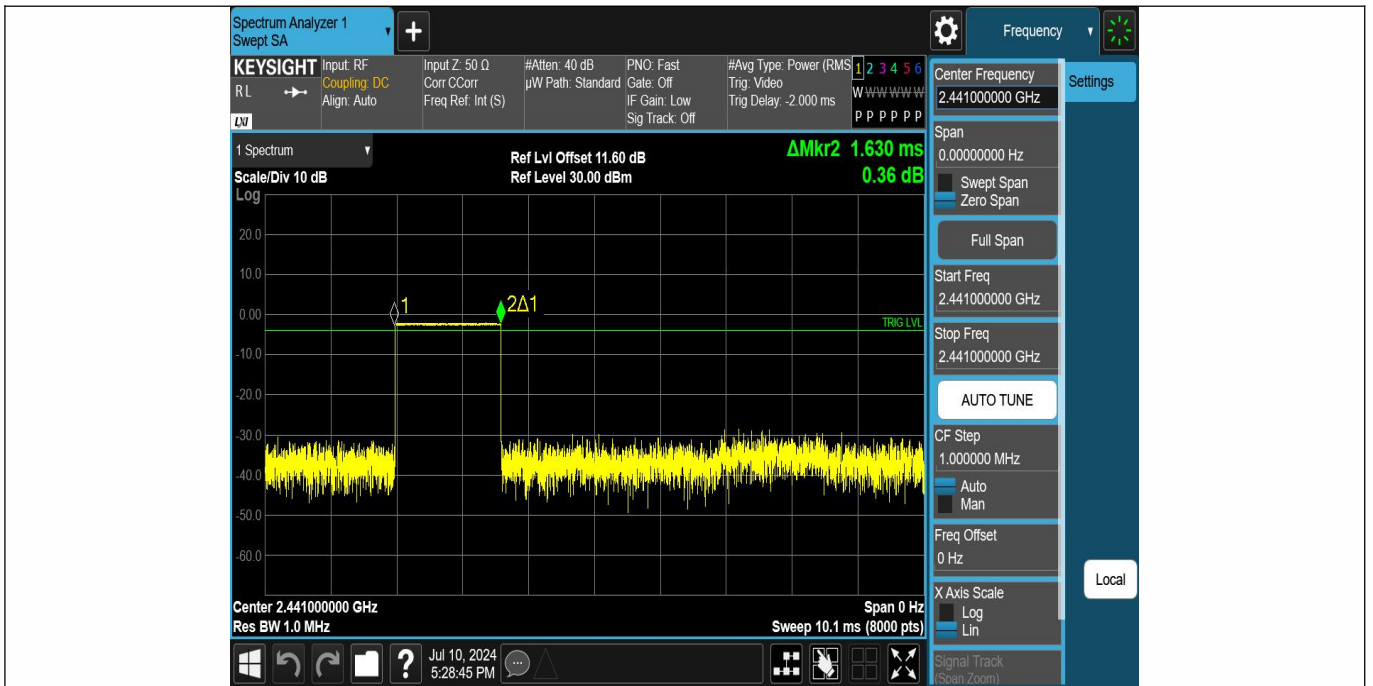 Spectrum Analyzer 1
Swept SA
+
Frequency
KEYSIGHT
RL
LXI
Input: RF
Coupling: DC
Align: Auto
Input Z: 50 Ω
Corr CCorr
Freq Ref: Int (S)
#Atten: 40 dB
µW Path: Standard
PNO: Fast
Gate: Off
IF Gain: Low
Sig Track: Off
#Avg Type: Power (RMS
Trig: Video
Trig Delay: -2.000 ms
1 2 3 4 5 6
W W W W W W
P P P P P P
1 Spectrum
Scale/Div 10 dB
Ref Lvl Offset 11.60 dB
Ref Level 30.00 dBm
ΔMkr2 1.630 ms
0.36 dB
Log
20.0
10.0
0.00
-10.0
-20.0
-30.0
-40.0
-50.0
-60.0
1
2Δ1
TRIG LVL
Center 2.441000000 GHz
Res BW 1.0 MHz
Span 0 Hz
Sweep 10.1 ms (8000 pts)
Center Frequency
2.441000000 GHz
Settings
Span
0.00000000 Hz
Swept Span
Zero Span
Full Span
Start Freq
2.441000000 GHz
Stop Freq
2.441000000 GHz
AUTO TUNE
CF Step
1.000000 MHz
Auto
Man
Freq Offset
0 Hz
X Axis Scale
Log
Lin
Local
Signal Track
(Span Zoom)
?
Jul 10, 2024
5:28:45 PM